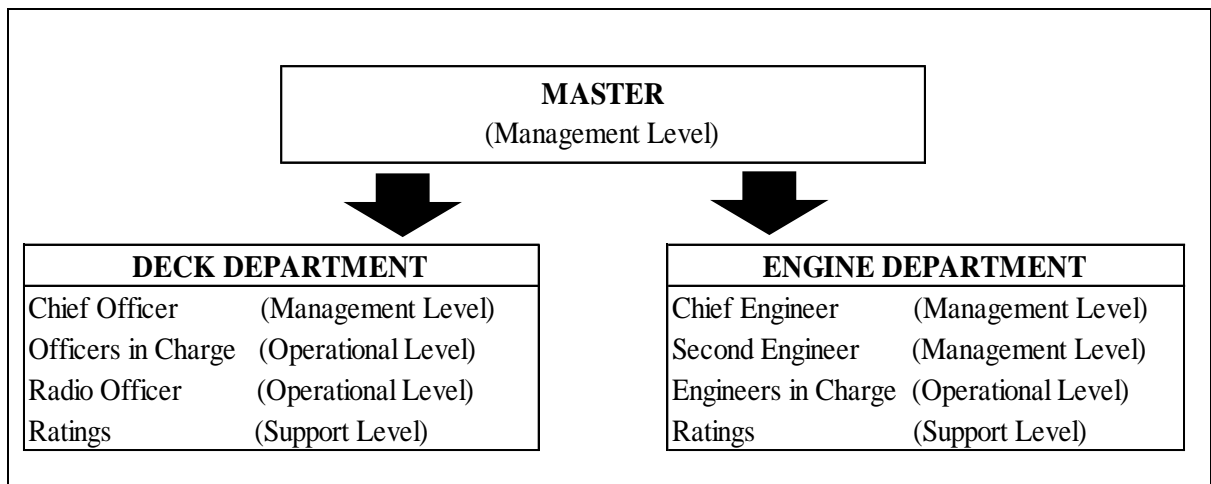 MASTER
(Management Level)
DECK DEPARTMENT
Chief Officer (Management Level)
Officers in Charge (Operational Level)
Radio Officer (Operational Level)
Ratings (Support Level)
ENGINE DEPARTMENT
Chief Engineer (Management Level)
Second Engineer (Management Level)
Engineers in Charge (Operational Level)
Ratings (Support Level)